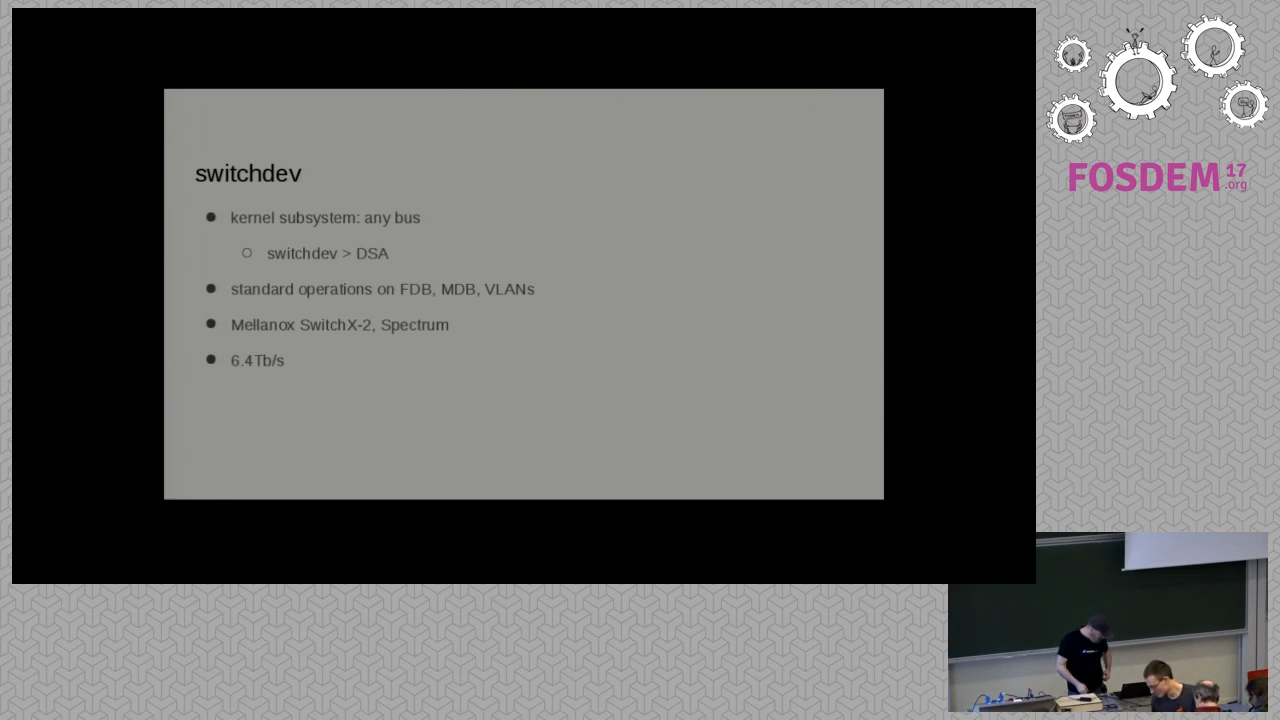 switchdev
kernel subsystem: any bus
switchdev > DSA
standard operations on FDB, MDB, VLANs
Mellanox SwitchX-2, Spectrum
6.4Tb/s
FOSDEM 17 .org